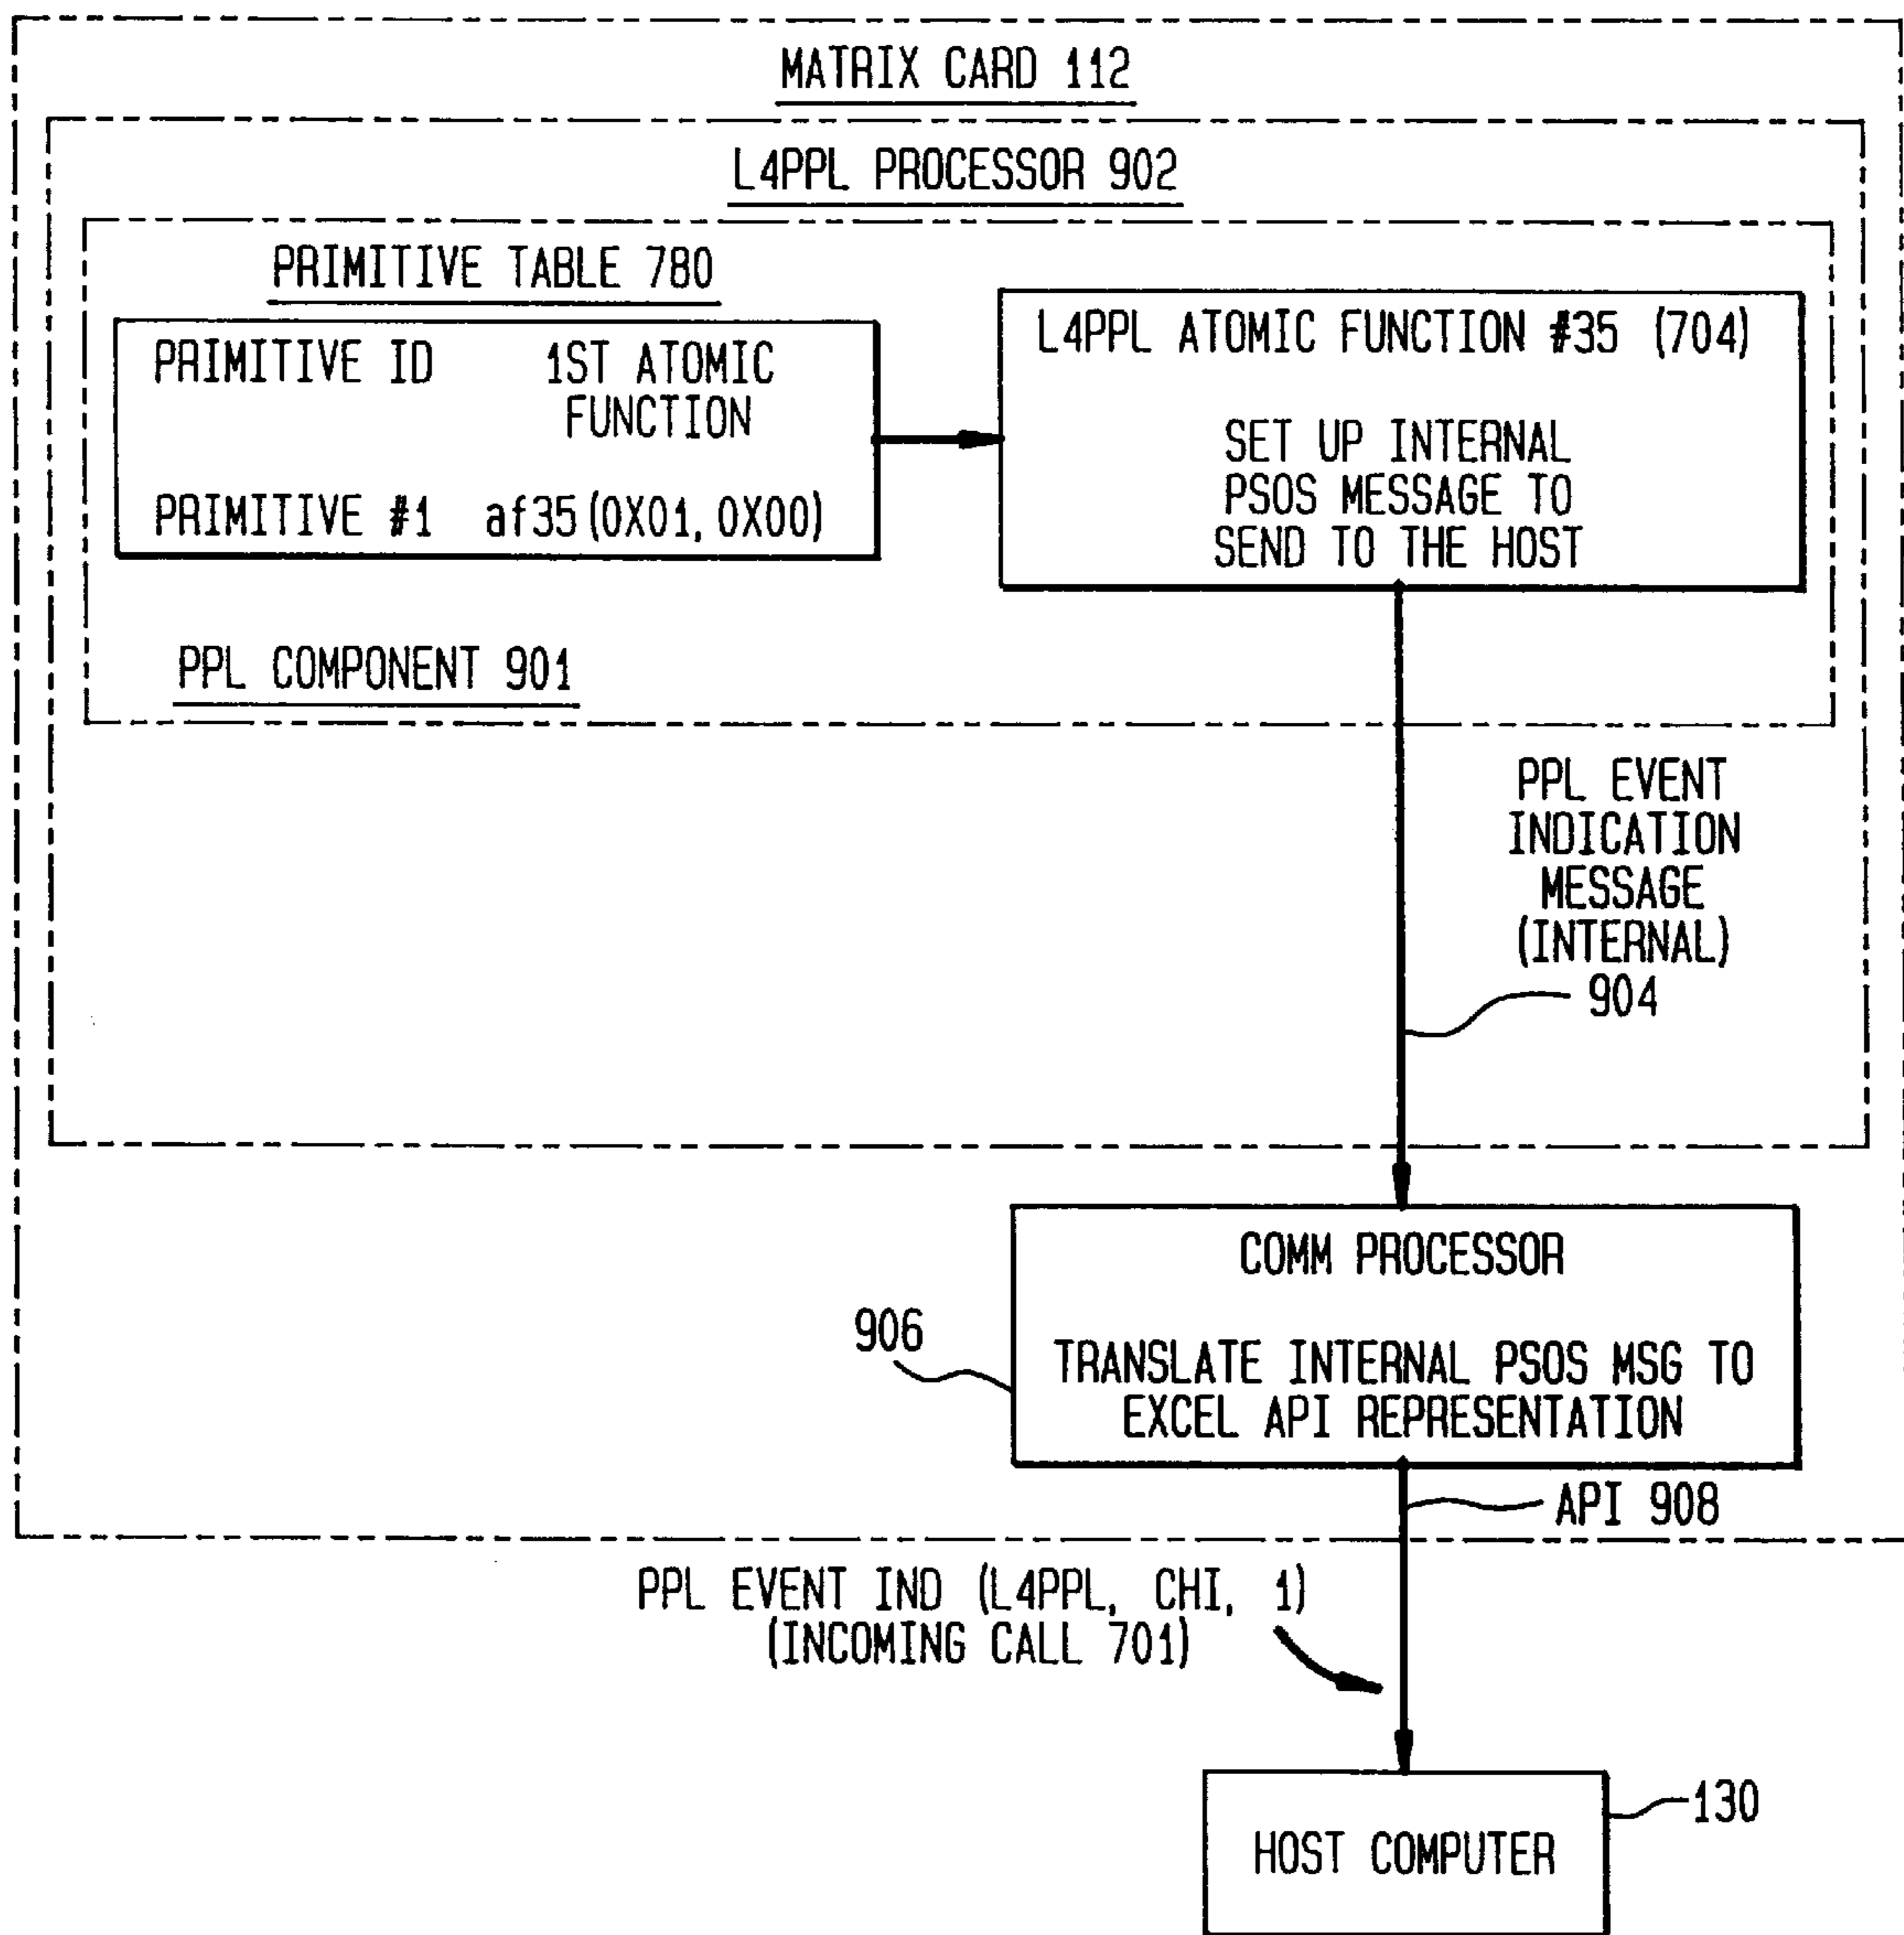 MATRIX CARD 112
L4PPL PROCESSOR 902
PRIMITIVE TABLE 780
PRIMITIVE ID 1ST ATOMIC
FUNCTION
PRIMITIVE #1 af35(0X01, 0X00)
L4PPL ATOMIC FUNCTION #35 (704)
SET UP INTERNAL
PSOS MESSAGE TO
SEND TO THE HOST
PPL COMPONENT 901
PPL EVENT
INDICATION
MESSAGE
(INTERNAL)
904
COMM PROCESSOR
906
TRANSLATE INTERNAL PSOS MSG TO
EXCEL API REPRESENTATION
API 908
PPL EVENT IND (L4PPL, CHI, 1)
(INCOMING CALL 701)
130
HOST COMPUTER